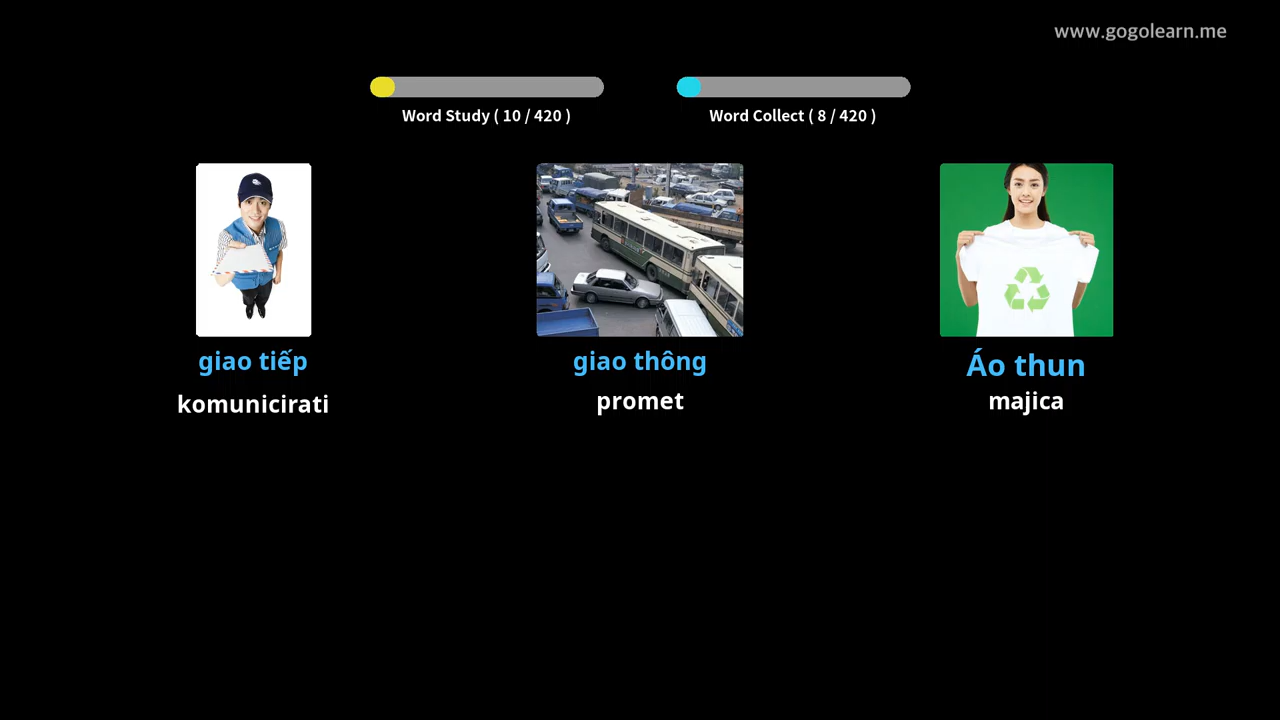 www.gogolearn.me
Word Study ( 10 / 420 )
Word Collect ( 8 / 420 )
giao tiếp
komunicirati
giao thông
promet
Áo thun
majica